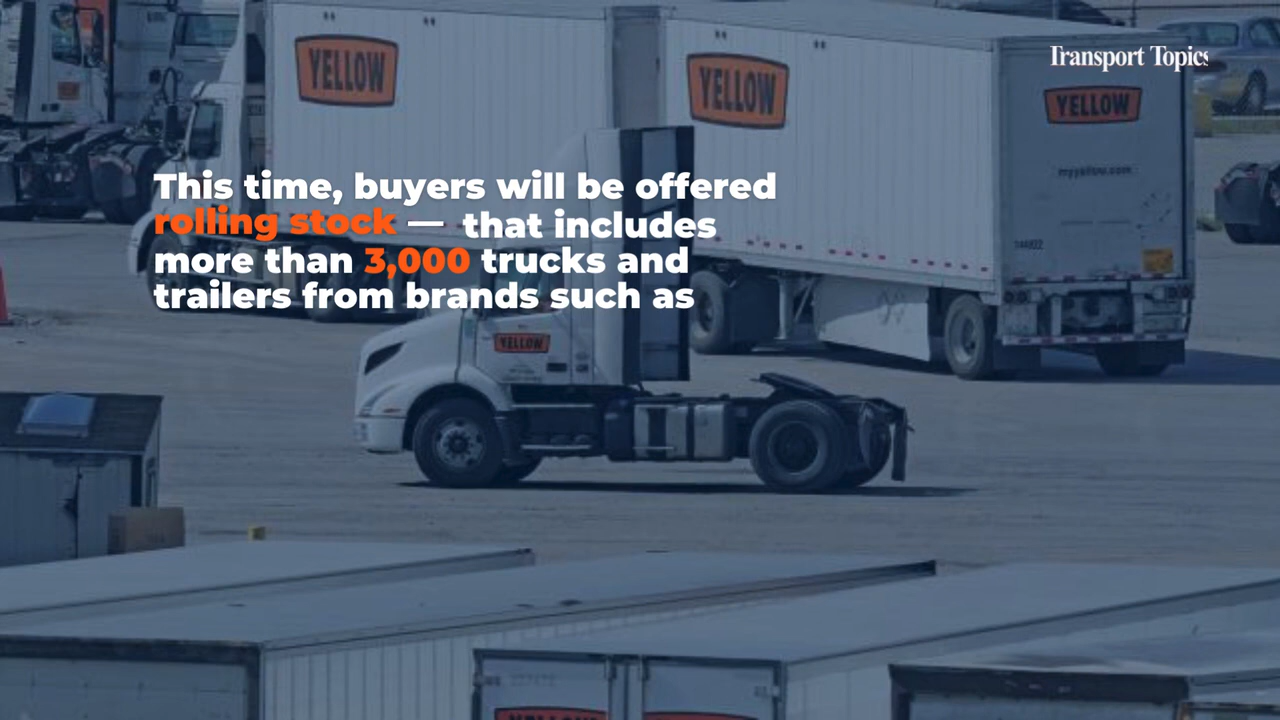 Transport Topics
YELLOW
YELLOW
YELLOW
myyellow.com
This time, buyers will be offered
rolling stock — that includes
more than 3,000 trucks and
trailers from brands such as
YELLOW